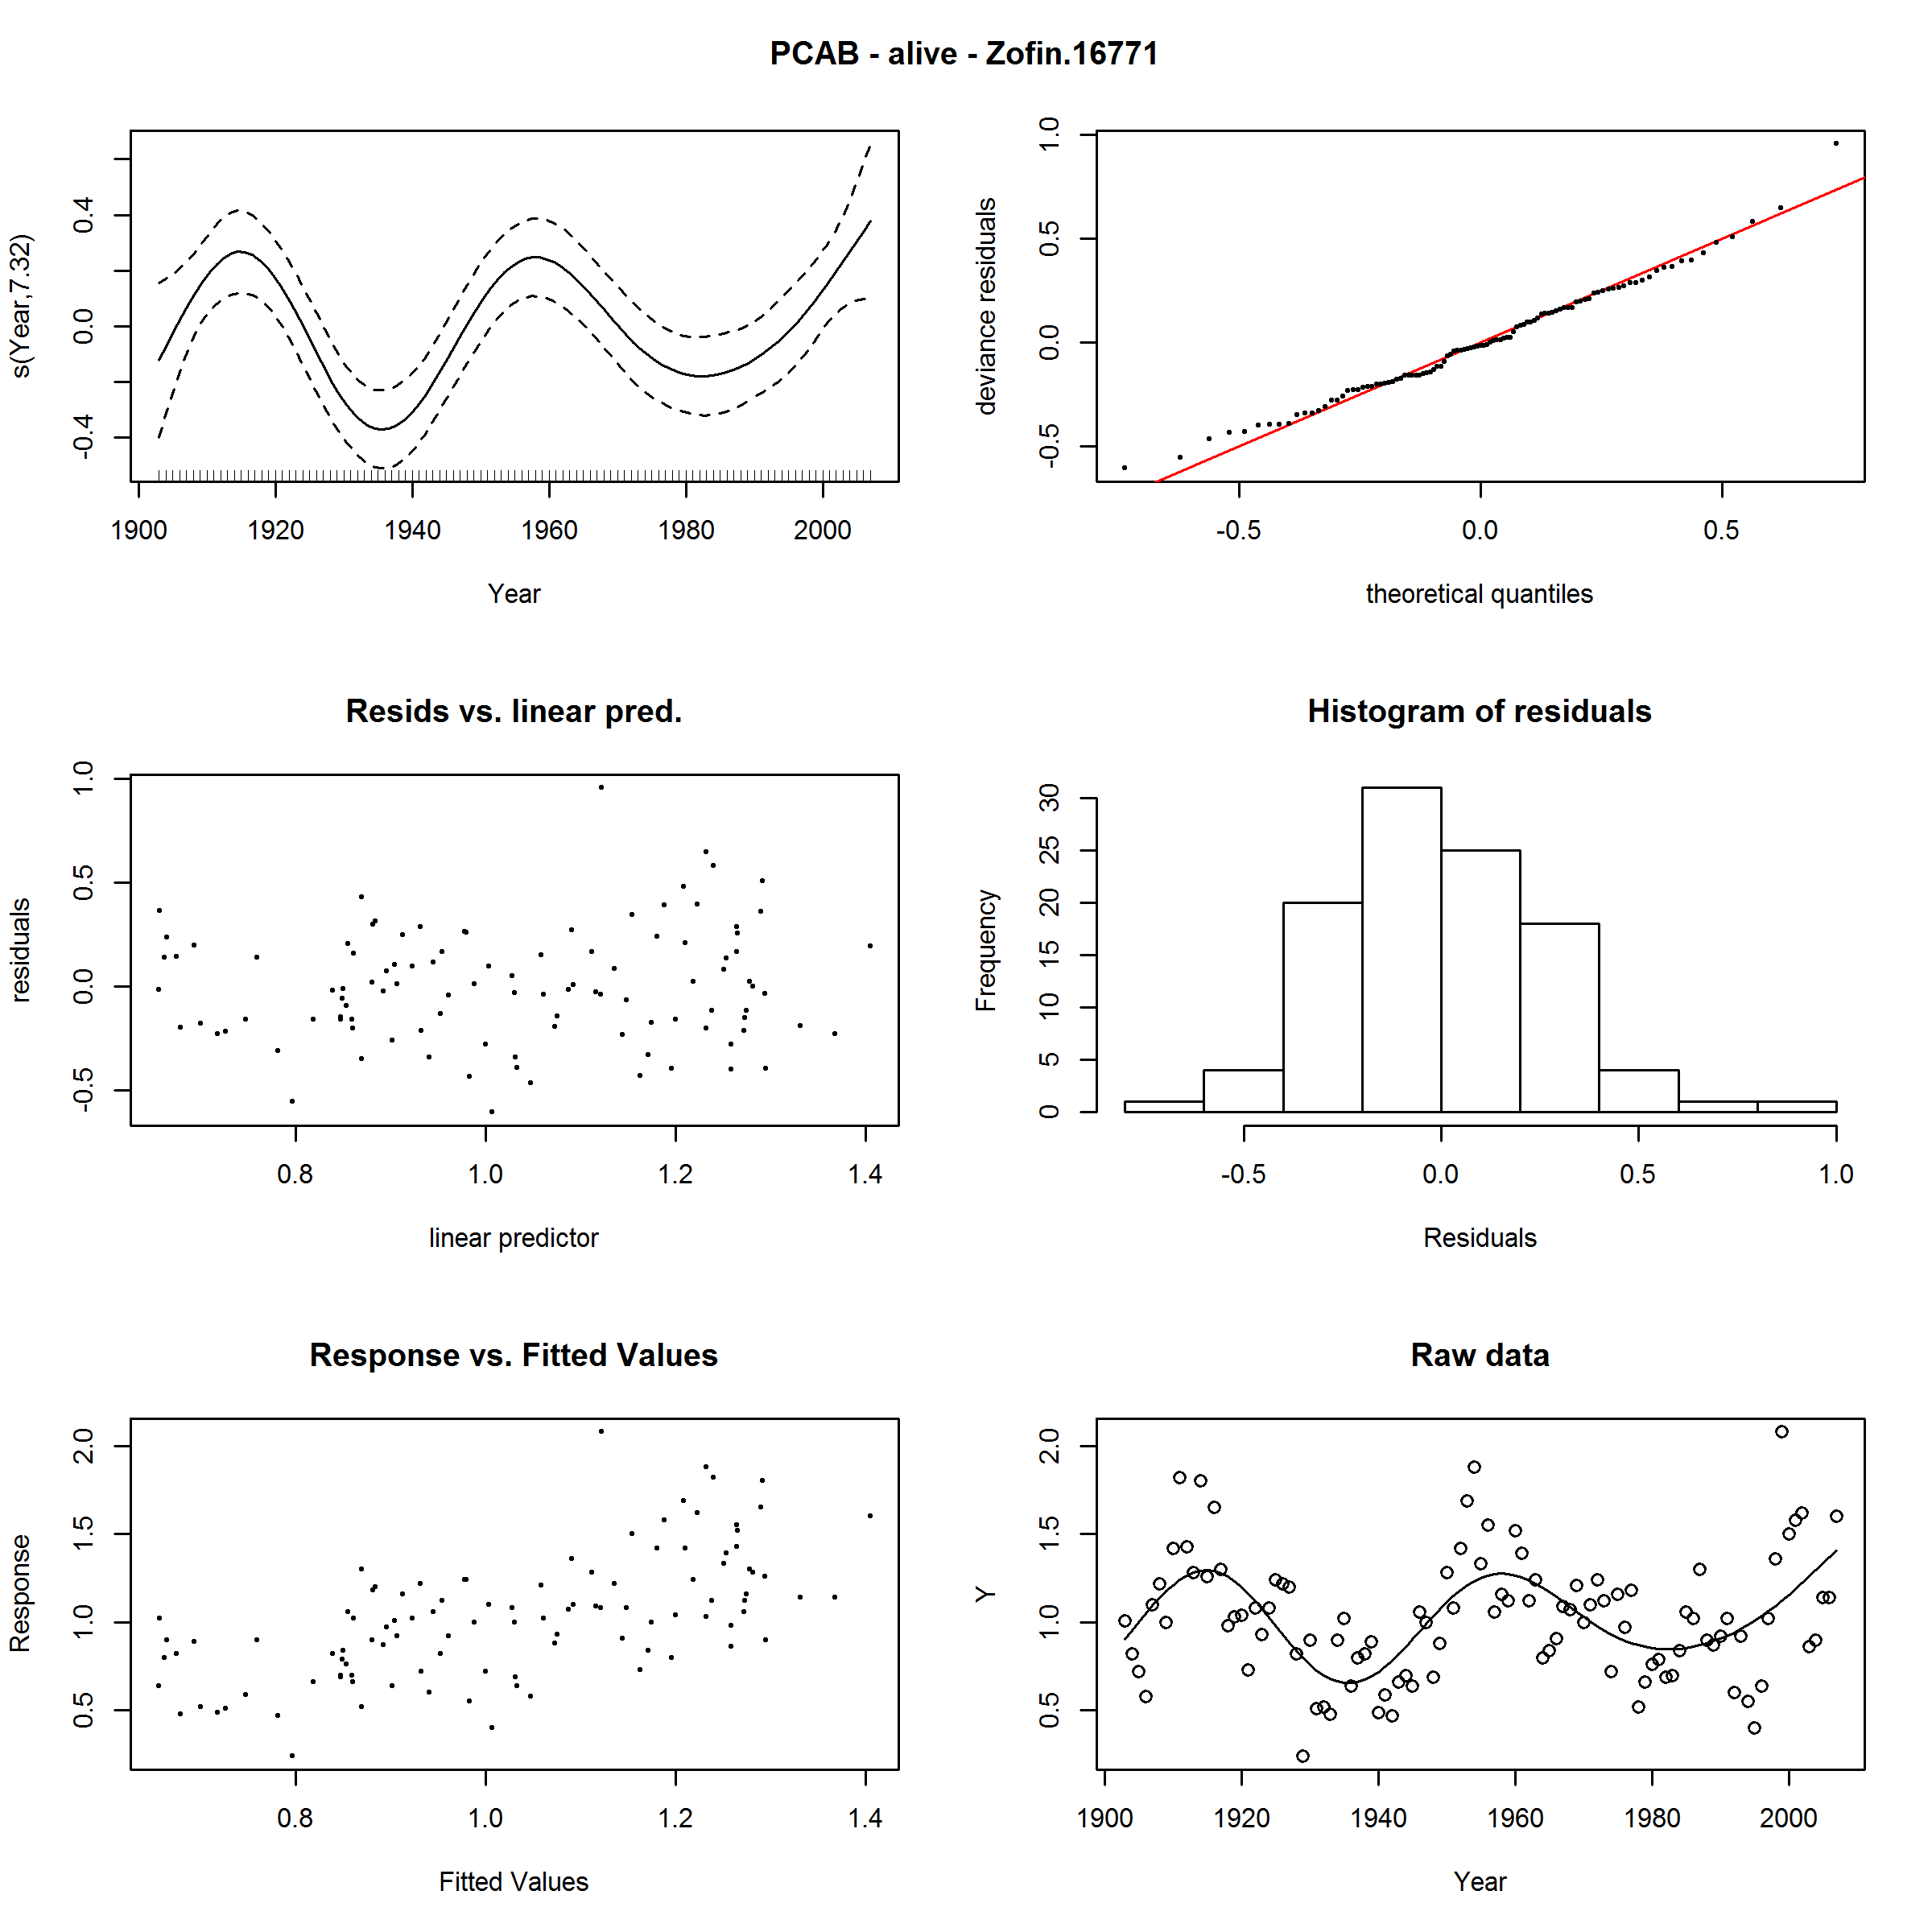 PCAB - alive - Zofin.16771
s(Year,7.32)
-0.4 0.0 0.4
1900 1920 1940 1960 1980 2000
Year
deviance residuals
-0.5 0.0 0.5 1.0
-0.5 0.0 0.5
theoretical quantiles
Resids vs. linear pred.
residuals
-0.5 0.0 0.5 1.0
0.8 1.0 1.2 1.4
linear predictor
Histogram of residuals
Frequency
0 5 10 15 20 25 30
-0.5 0.0 0.5 1.0
Residuals
Response vs. Fitted Values
Response
0.5 1.0 1.5 2.0
0.8 1.0 1.2 1.4
Fitted Values
Raw data
Y
0.5 1.0 1.5 2.0
1900 1920 1940 1960 1980 2000
Year